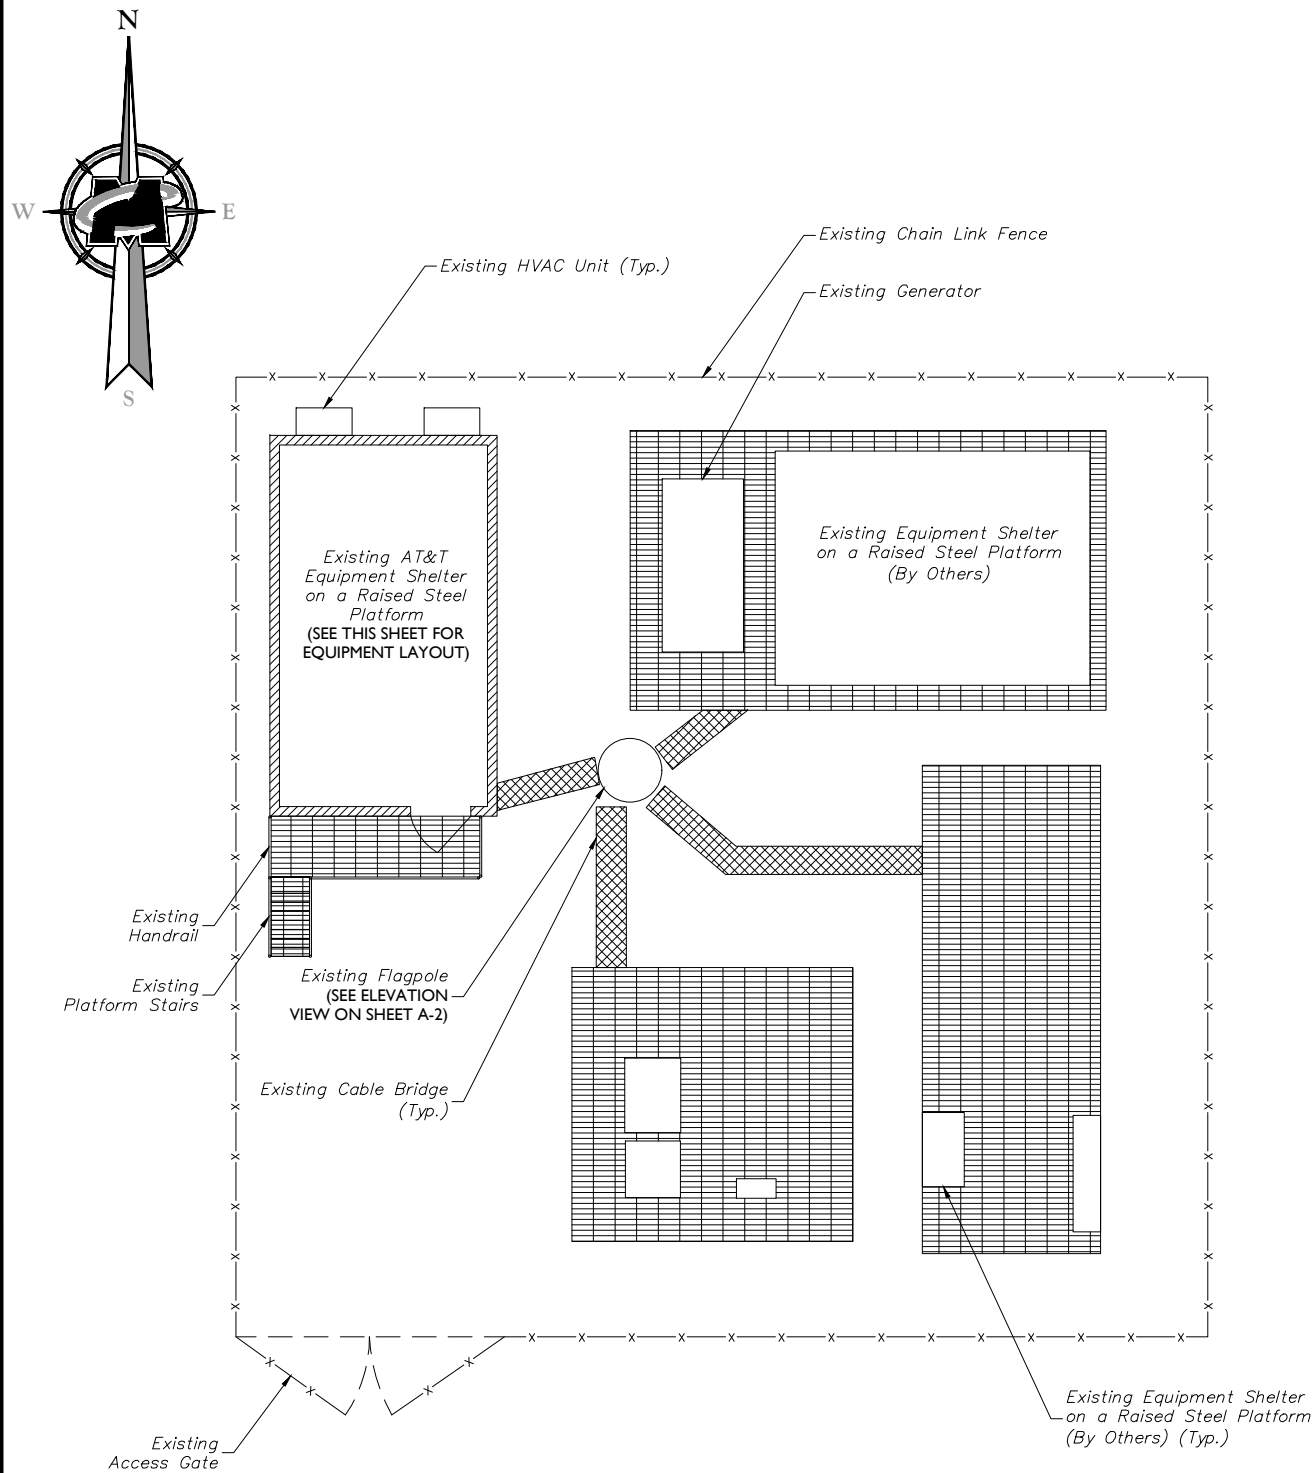 N
W
E
S
Existing Chain Link Fence
Existing HVAC Unit (Typ.)
Existing Generator
Existing AT&T
Equipment Shelter
on a Raised Steel
Platform
(SEE THIS SHEET FOR
EQUIPMENT LAYOUT)
Existing Equipment Shelter
on a Raised Steel Platform
(By Others)
Existing
Handrail
Existing
Platform Stairs
Existing Flagpole
(SEE ELEVATION
VIEW ON SHEET A-2)
Existing Cable Bridge
(Typ.)
Existing Equipment Shelter
on a Raised Steel Platform
(By Others) (Typ.)
Existing
Access Gate